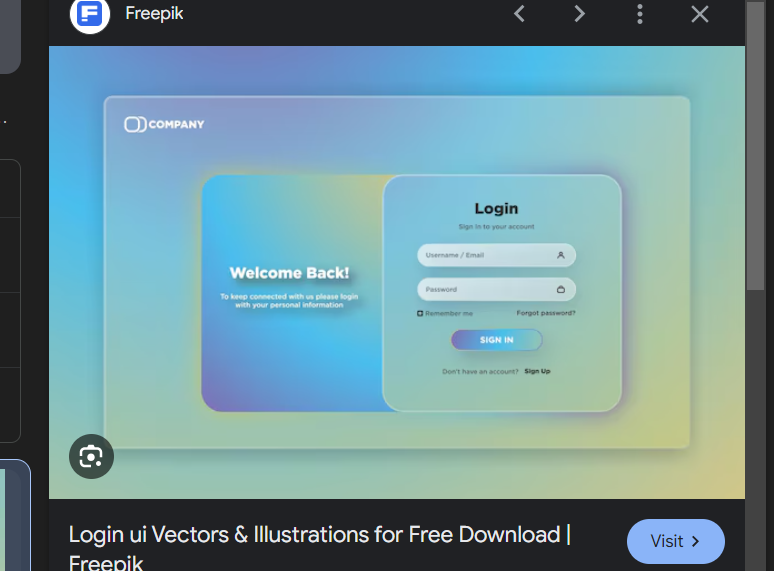 Freepik
COMPANY
Login
Sign In to your account
Username / Email
Welcome Back!
To keep connected with us please login
with your personal information
Password
Remember me Forgot password?
SIGN IN
Don't have an account? Sign Up
Login ui Vectors & Illustrations for Free Download |
Freepik
Visit